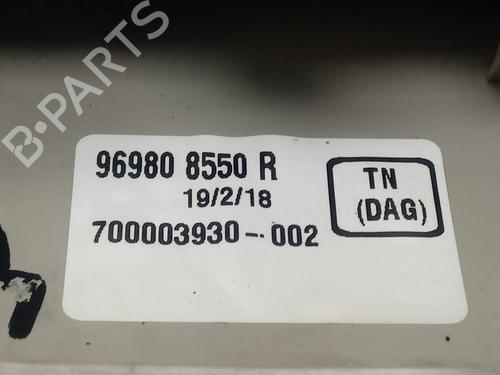 B-PARTS
96980 8550 R
19/2/18
700003930-002
TN
(DAG)